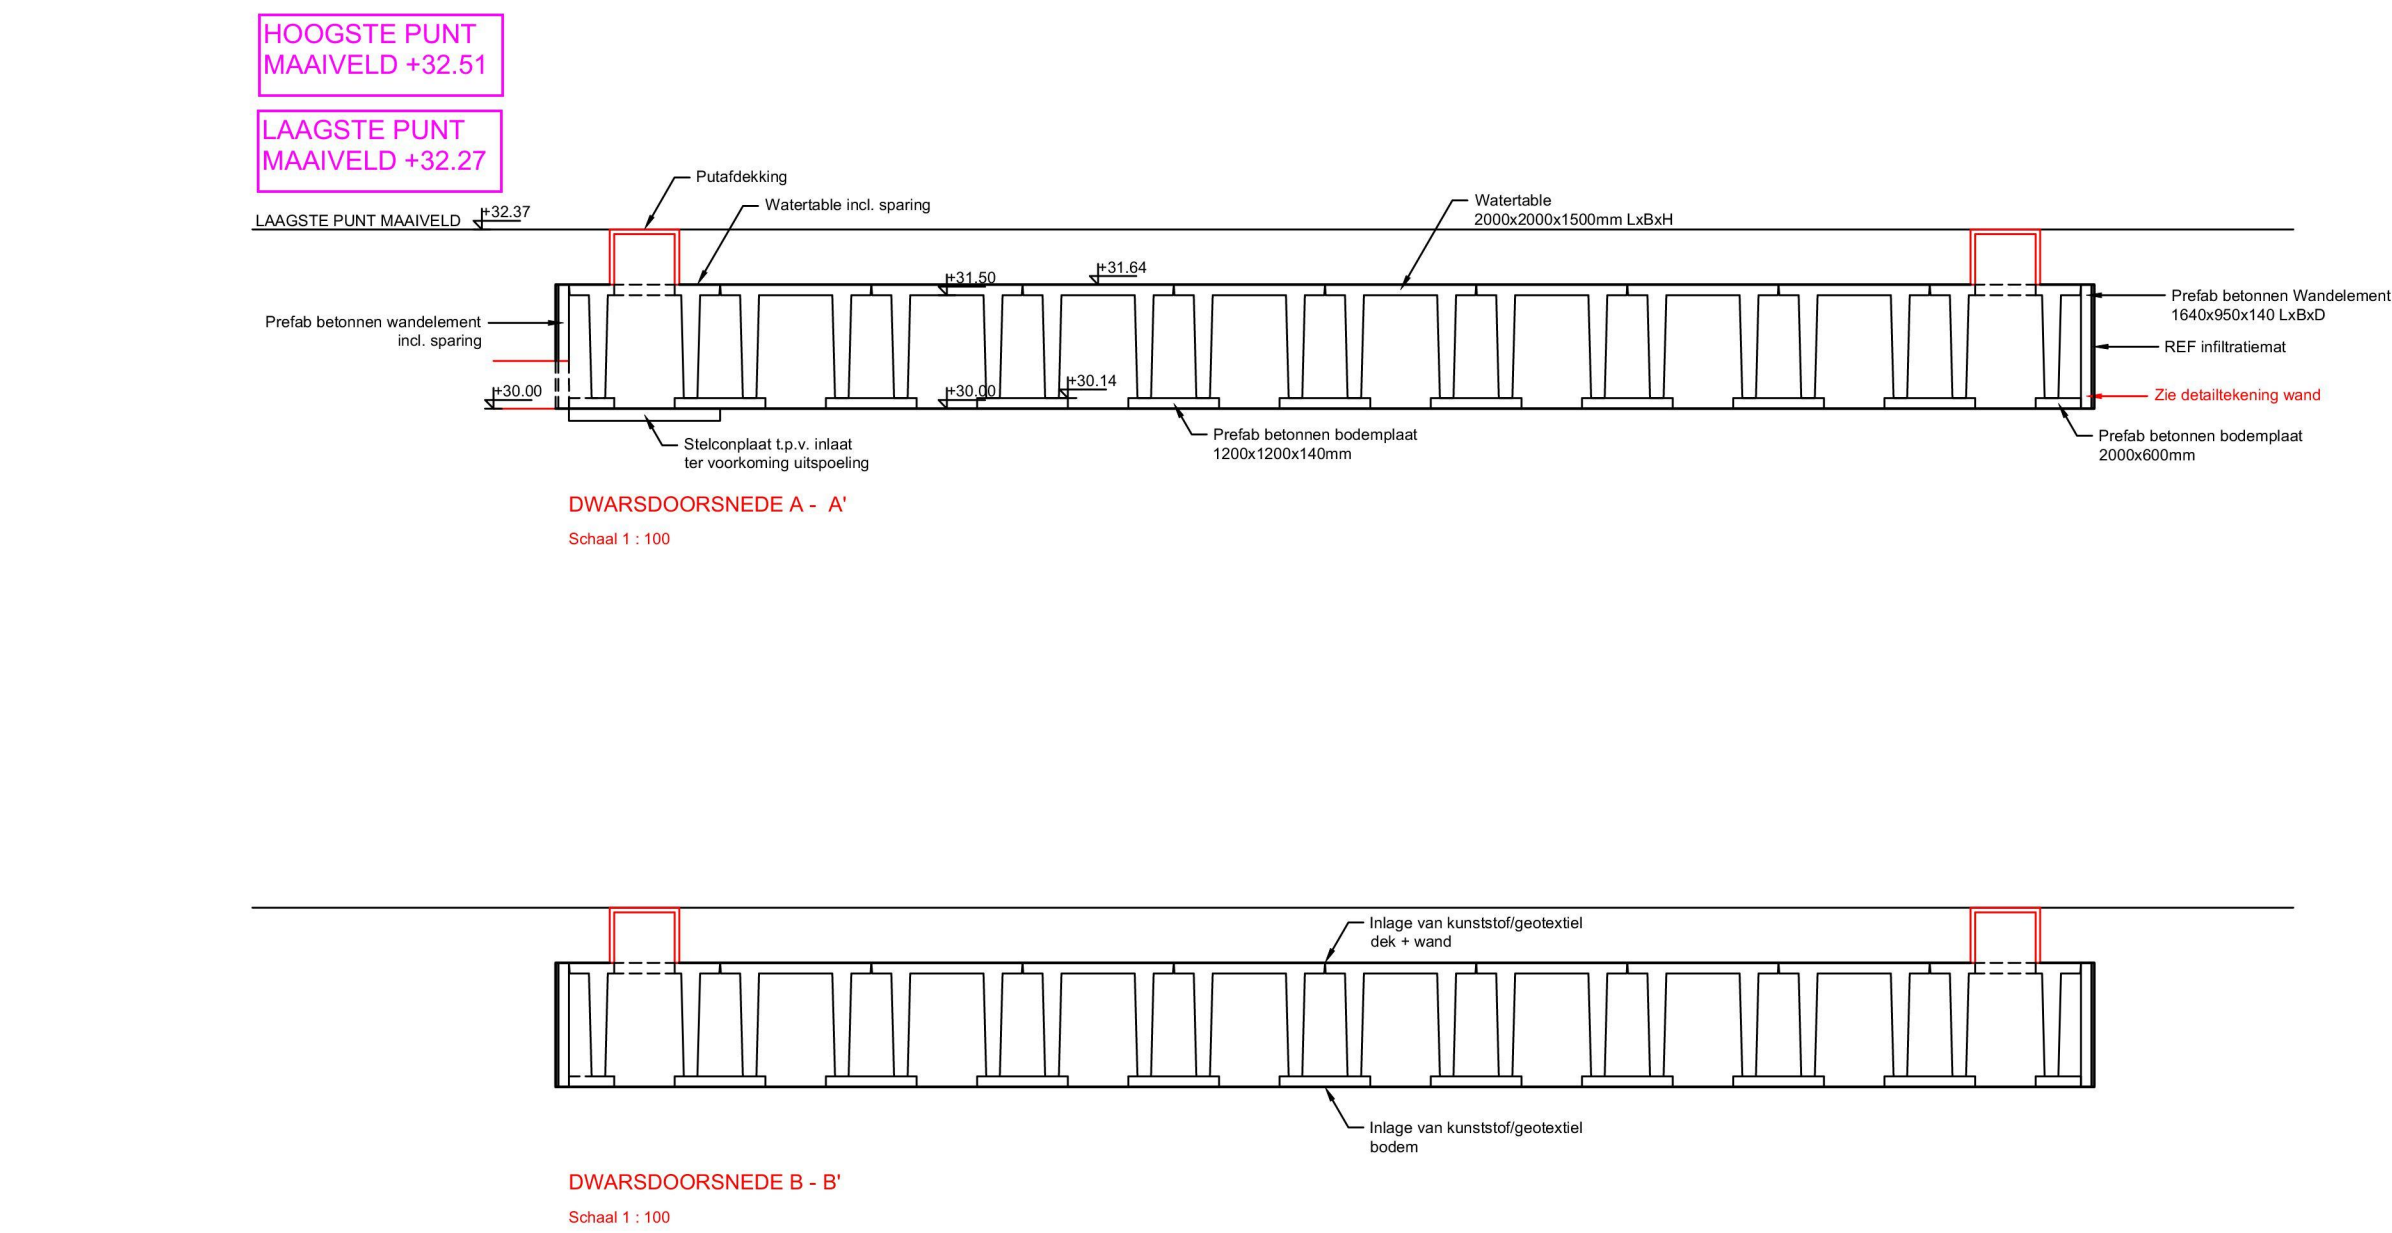 HOOGSTE PUNT
MAAIVELD +32.51
LAAGSTE PUNT
MAAIVELD +32.27
Putafdekking
Watertable incl. sparing
Watertable
2000x2000x1500mm LxBxH
LAAGSTE PUNT MAAIVELD
+32.37
+31.50
+31.64
Prefab betonnen wandelement
incl. sparing
Prefab betonnen Wandelement
1640x950x140 LxBxD
REF infiltratiemat
+30.00
+30.00
+30.14
Zie detailtekening wand
Stelconplaat t.p.v. inlaat
ter voorkoming uitspoeling
Prefab betonnen bodemplaat
1200x1200x140mm
Prefab betonnen bodemplaat
2000x600mm
DWARSDOORSNEDE A - A'
Schaal 1 : 100
Inlage van kunststof/geotextiel
dek + wand
Inlage van kunststof/geotextiel
bodem
DWARSDOORSNEDE B - B'
Schaal 1 : 100